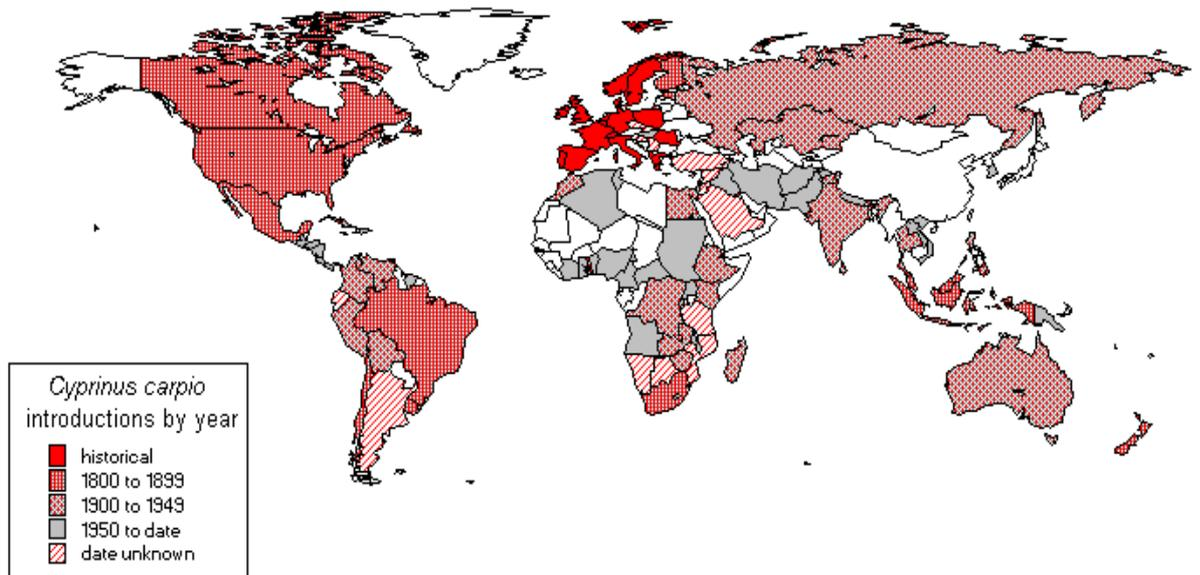 Cyprinus carpio
introductions by year
historical
1800 to 1899
1900 to 1949
1950 to date
date unknown